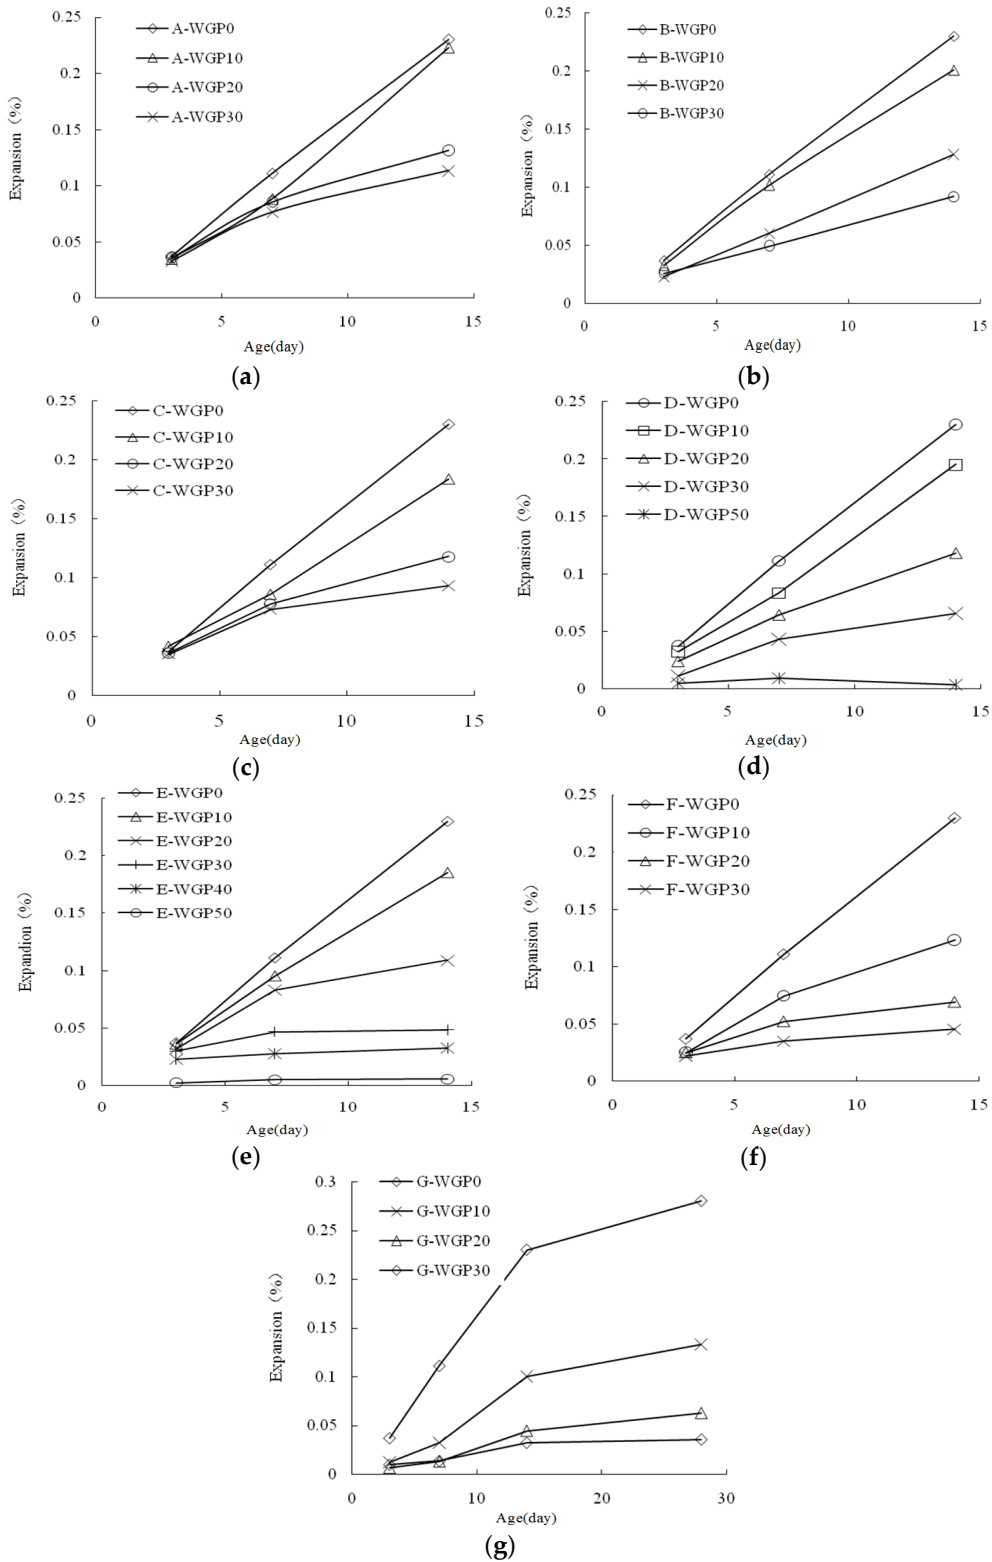 0.25
0.2
0.15
0.1
0.05
0
0 5 10 15
Expansion (%)
Age(day)
A-WGP0
A-WGP10
A-WGP20
A-WGP30
(a)
0.25
0.2
0.15
0.1
0.05
0
0 5 10 15
Expansion (%)
Age(day)
B-WGP0
B-WGP10
B-WGP20
B-WGP30
(b)
0.25
0.2
0.15
0.1
0.05
0
0 5 10 15
Expansion (%)
Age(day)
C-WGP0
C-WGP10
C-WGP20
C-WGP30
(c)
0.25
0.2
0.15
0.1
0.05
0
0 5 10 15
Expansion (%)
Age(day)
D-WGP0
D-WGP10
D-WGP20
D-WGP30
D-WGP50
(d)
0.25
0.2
0.15
0.1
0.05
0
0 5 10 15
Expandion (%)
Age(day)
E-WGP0
E-WGP10
E-WGP20
E-WGP30
E-WGP40
E-WGP50
(e)
0.25
0.2
0.15
0.1
0.05
0
0 5 10 15
Expansion (%)
Age(day)
F-WGP0
F-WGP10
F-WGP20
F-WGP30
(f)
0.3
0.25
0.2
0.15
0.1
0.05
0
0 10 20 30
Expansion (%)
Age(day)
G-WGP0
G-WGP10
G-WGP20
G-WGP30
(g)